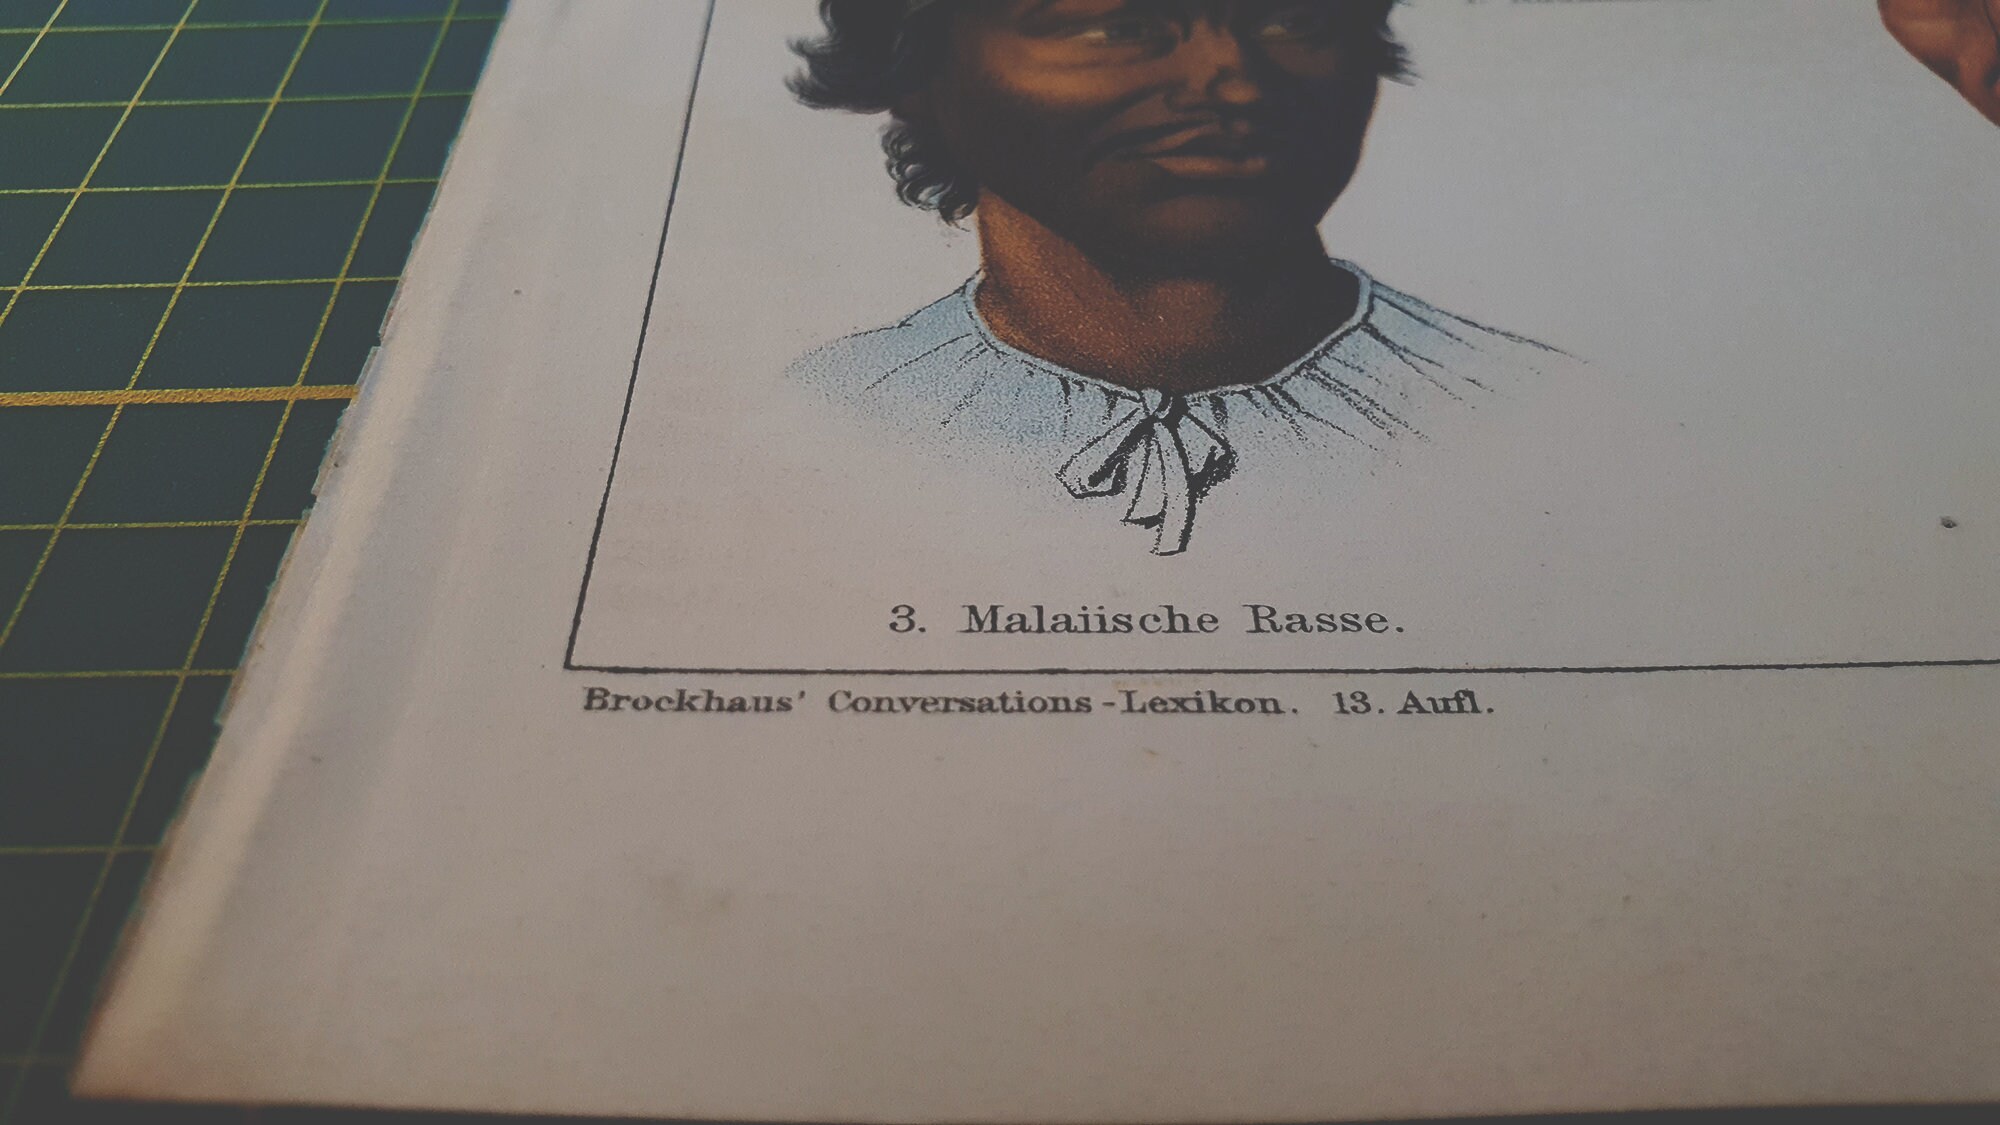 3. Malaiische Rasse.
Brockhaus' Conversations-Lexikon. 13. Aufl.